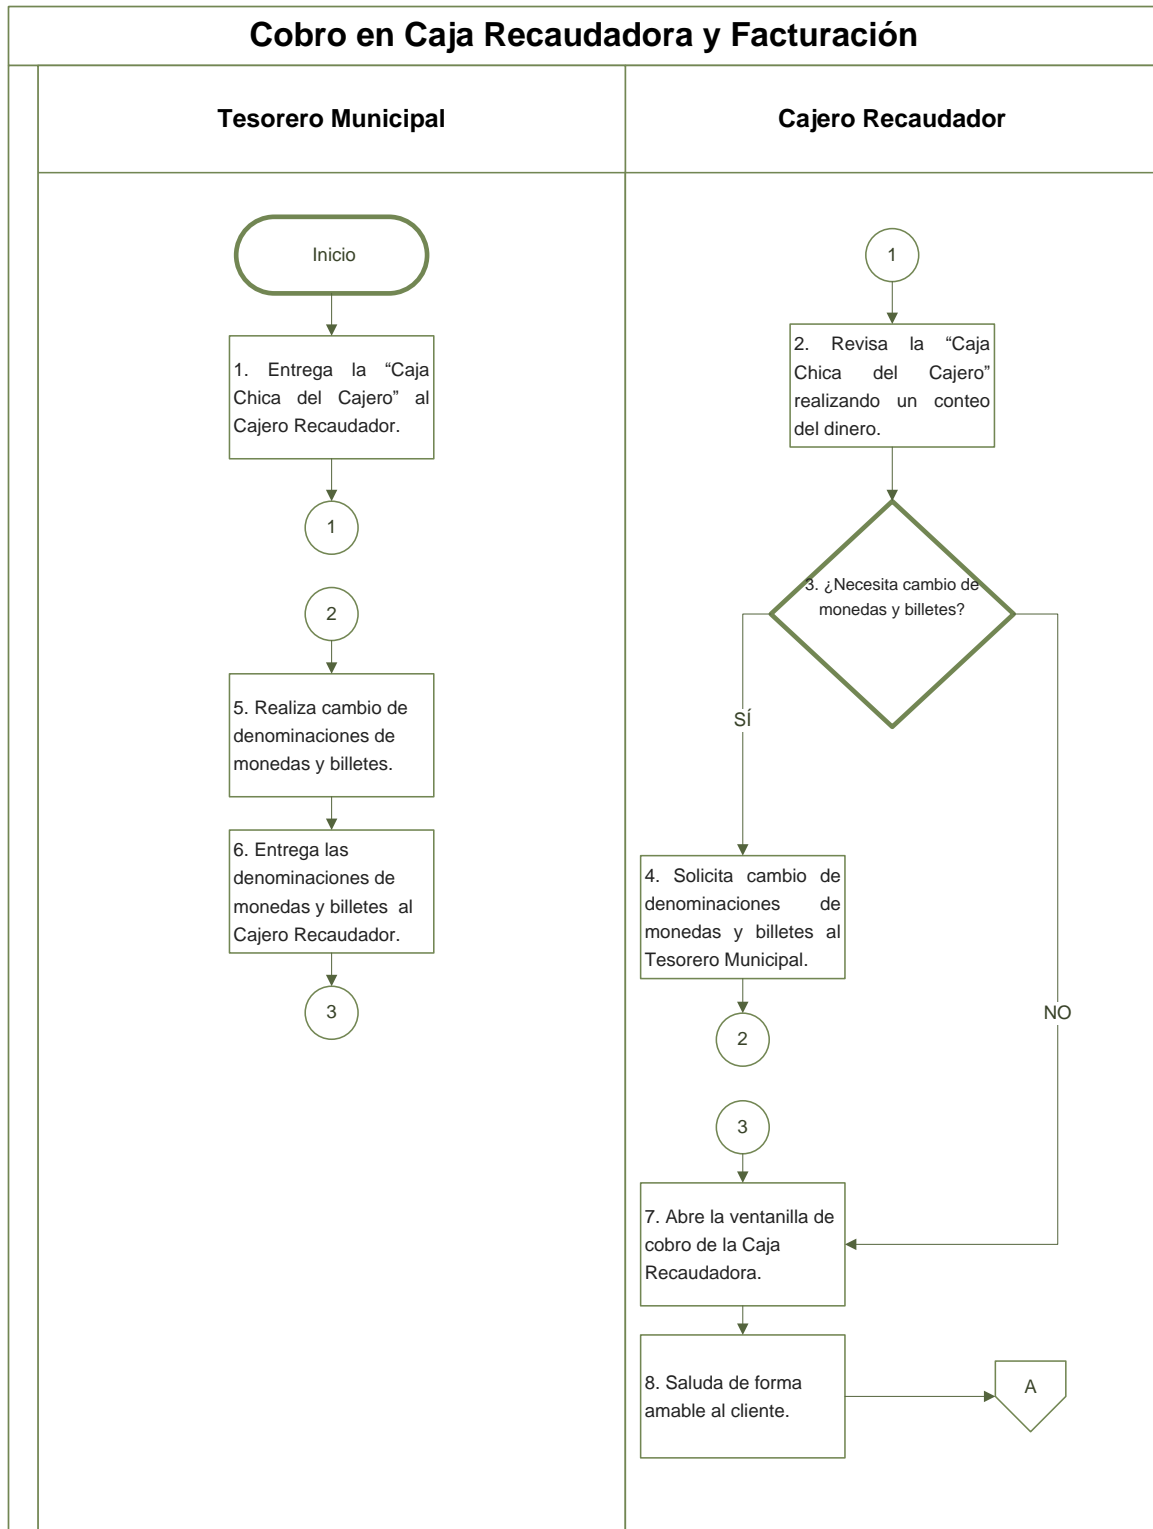 Cobro en Caja Recaudadora y Facturación
Tesorero Municipal
Cajero Recaudador
Inicio
1. Entrega la “Caja
Chica del Cajero” al
Cajero Recaudador.
1
2
5. Realiza cambio de
denominaciones de
monedas y billetes.
6. Entrega las
denominaciones de
monedas y billetes al
Cajero Recaudador.
3
1
2. Revisa la “Caja
Chica del Cajero”
realizando un conteo
del dinero.
3. ¿Necesita cambio de
monedas y billetes?
SÍ
NO
4. Solicita cambio de
denominaciones de
monedas y billetes al
Tesorero Municipal.
2
3
7. Abre la ventanilla de
cobro de la Caja
Recaudadora.
8. Saluda de forma
amable al cliente.
A